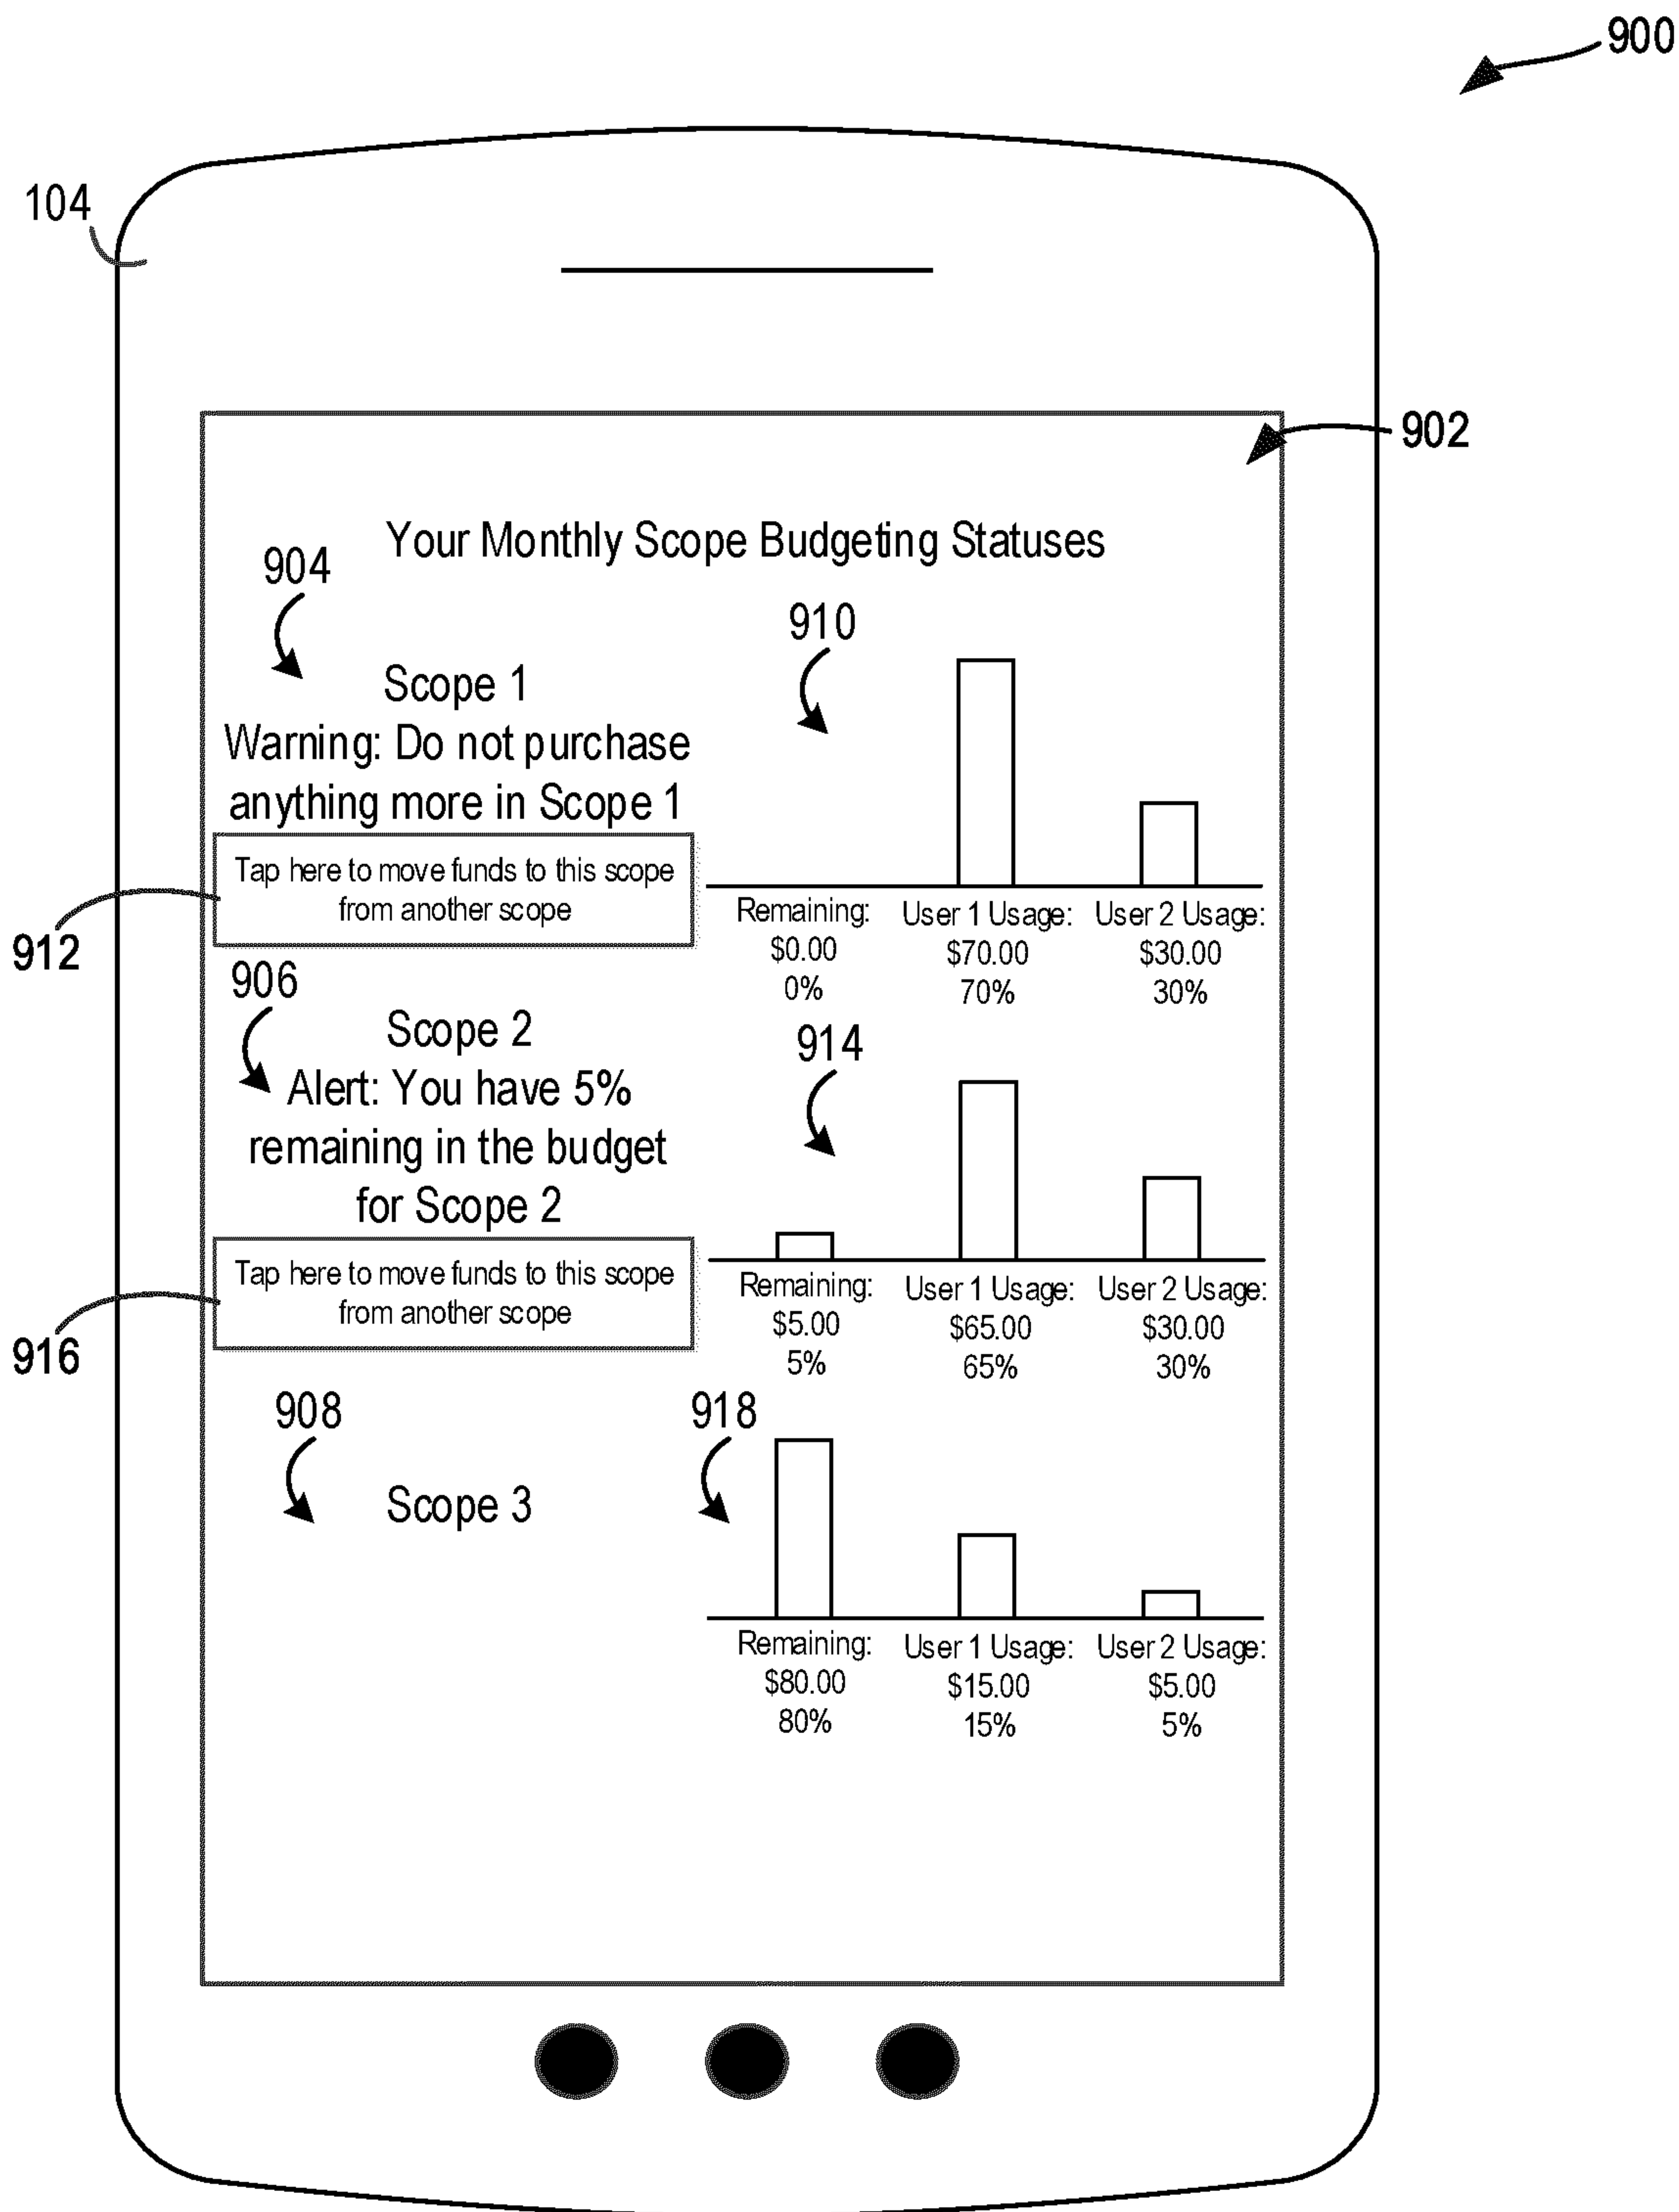 900
104
902
Your Monthly Scope Budgeting Statuses
904
910
Scope 1
Warning: Do not purchase
anything more in Scope 1
Tap here to move funds to this scope
from another scope
912
Remaining: User 1 Usage: User 2 Usage:
$0.00 $70.00 $30.00
0% 70% 30%
906
Scope 2
914
Alert: You have 5%
remaining in the budget
for Scope 2
Tap here to move funds to this scope
from another scope
916
Remaining: User 1 Usage: User 2 Usage:
$5.00 $65.00 $30.00
5% 65% 30%
908
918
Scope 3
Remaining: User 1 Usage: User 2 Usage:
$80.00 $15.00 $5.00
80% 15% 5%